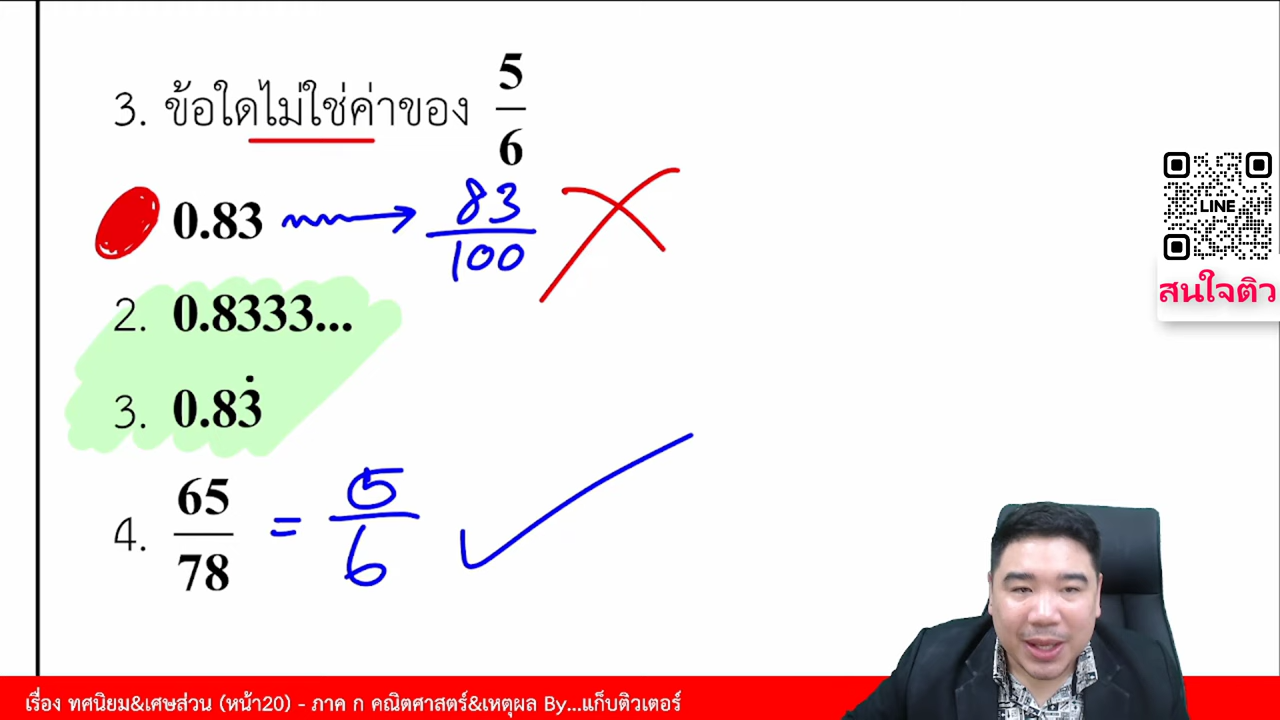 3. ข้อใดไม่ใช่ค่าของ 5/6
0.83 → 83/100
2. 0.8333...
3. 0.83̇
4. 65/78 = 5/6
LINE
สนใจติว
เรื่อง ทศนิยม&เศษส่วน (หน้า20) - ภาค ก คณิตศาสตร์&เหตุผล By...แก็บติวเตอร์